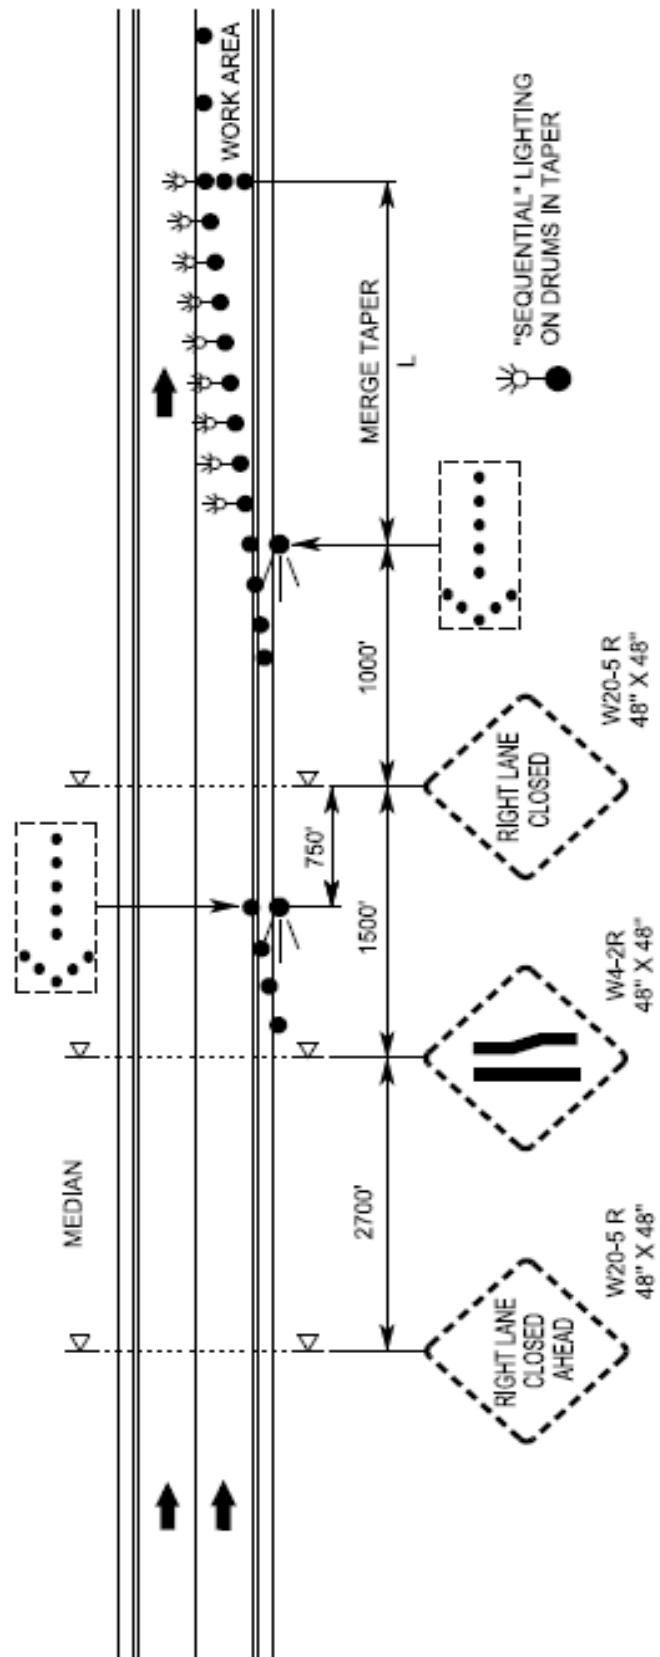 WORK AREA
"SEQUENTIAL" LIGHTING
ON DRUMS IN TAPER
MERGE TAPER
L
1000'
W20-5 R
48" X 48"
RIGHT LANE
CLOSED
750'
1500'
W4-2R
48" X 48"
MEDIAN
2700'
W20-5 R
48" X 48"
RIGHT LANE
CLOSED
AHEAD